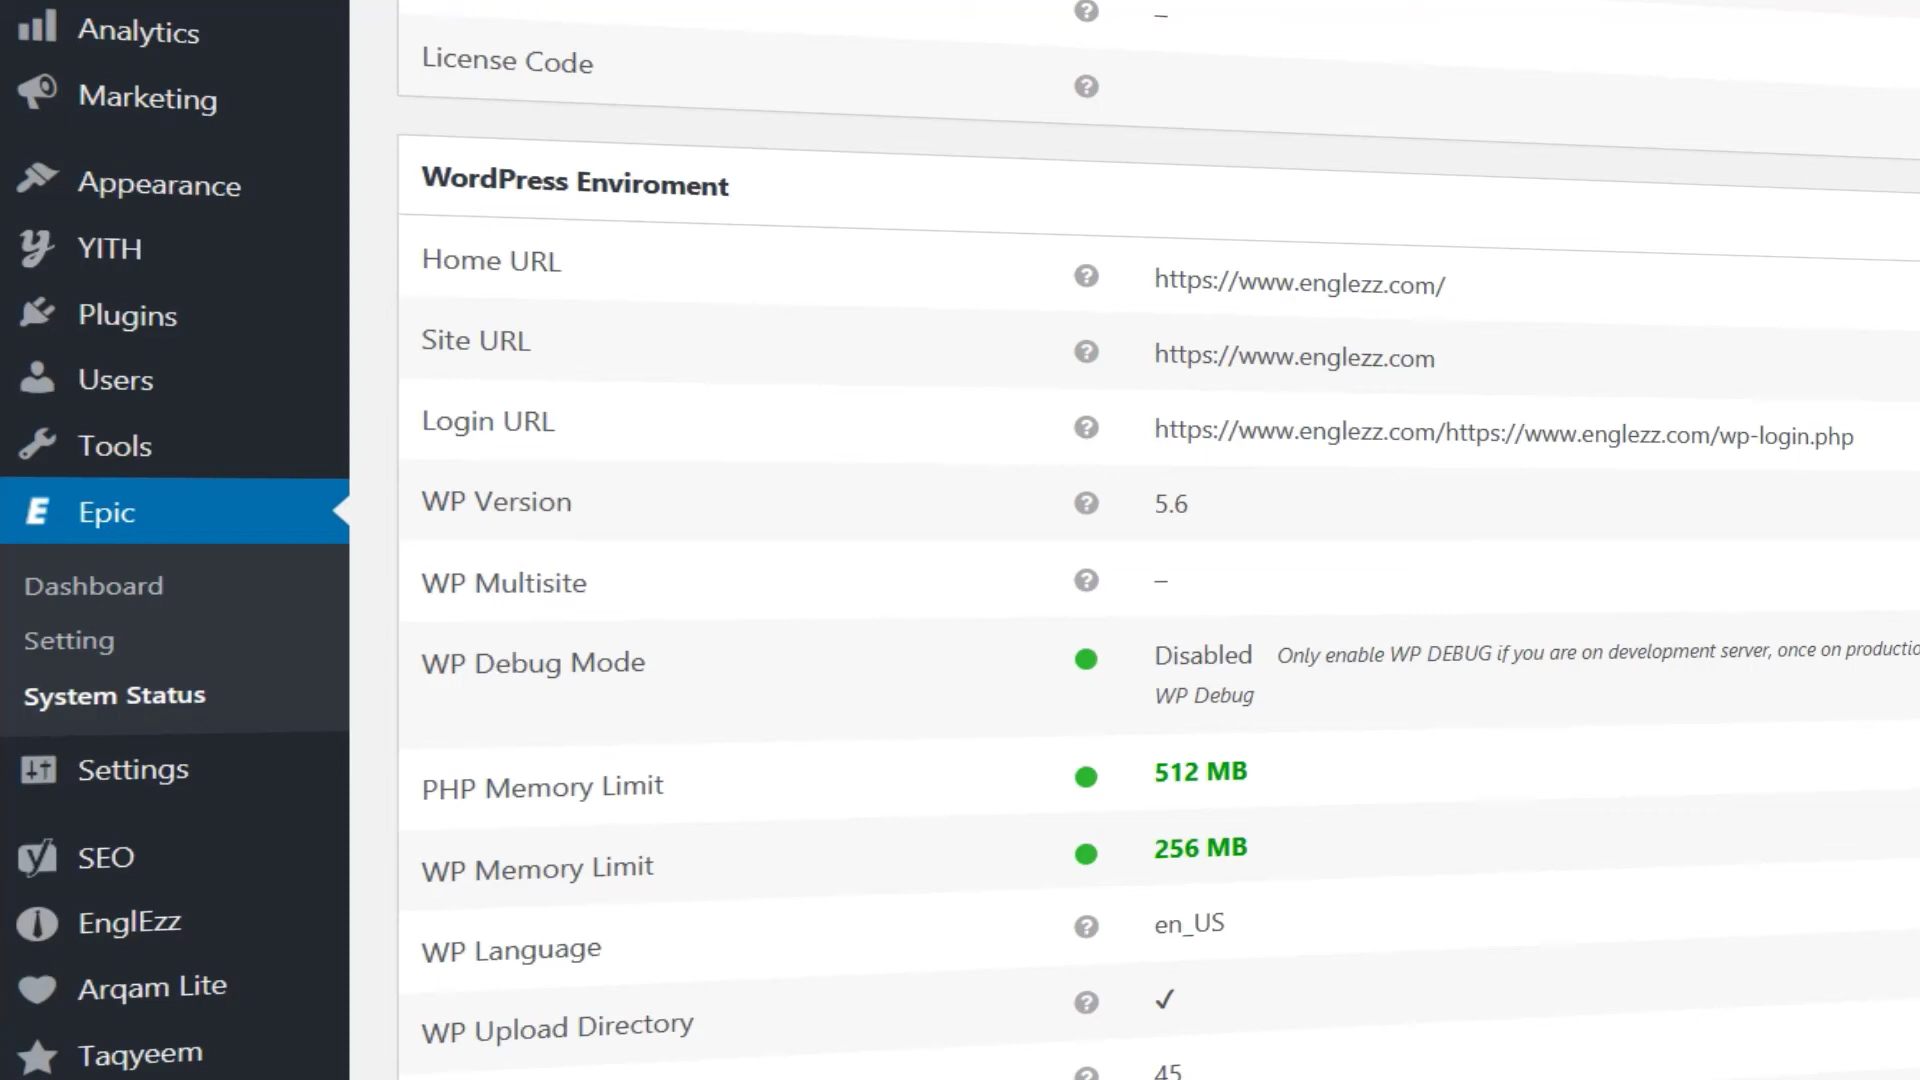 Analytics
Marketing
Appearance
YITH
Plugins
Users
Tools
Epic
Dashboard
Setting
System Status
Settings
SEO
EnglEzz
Arqam Lite
Taqyeem
–
License Code
WordPress Enviroment
Home URL
https://www.englezz.com/
Site URL
https://www.englezz.com
Login URL
https://www.englezz.com/https://www.englezz.com/wp-login.php
WP Version
5.6
WP Multisite
–
WP Debug Mode
Disabled Only enable WP DEBUG if you are on development server, once on productio
WP Debug
PHP Memory Limit
512 MB
WP Memory Limit
256 MB
WP Language
en_US
WP Upload Directory
✓
45